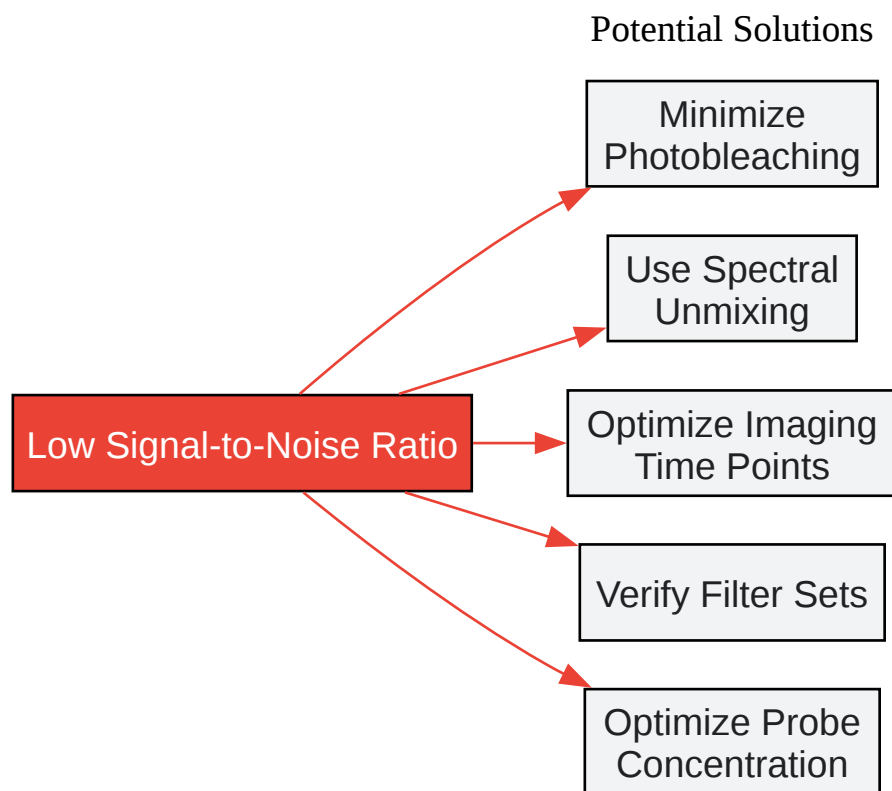 Potential Solutions
Minimize
Photobleaching
Use Spectral
Unmixing
Low Signal-to-Noise Ratio
Optimize Imaging
Time Points
Verify Filter Sets
Optimize Probe
Concentration